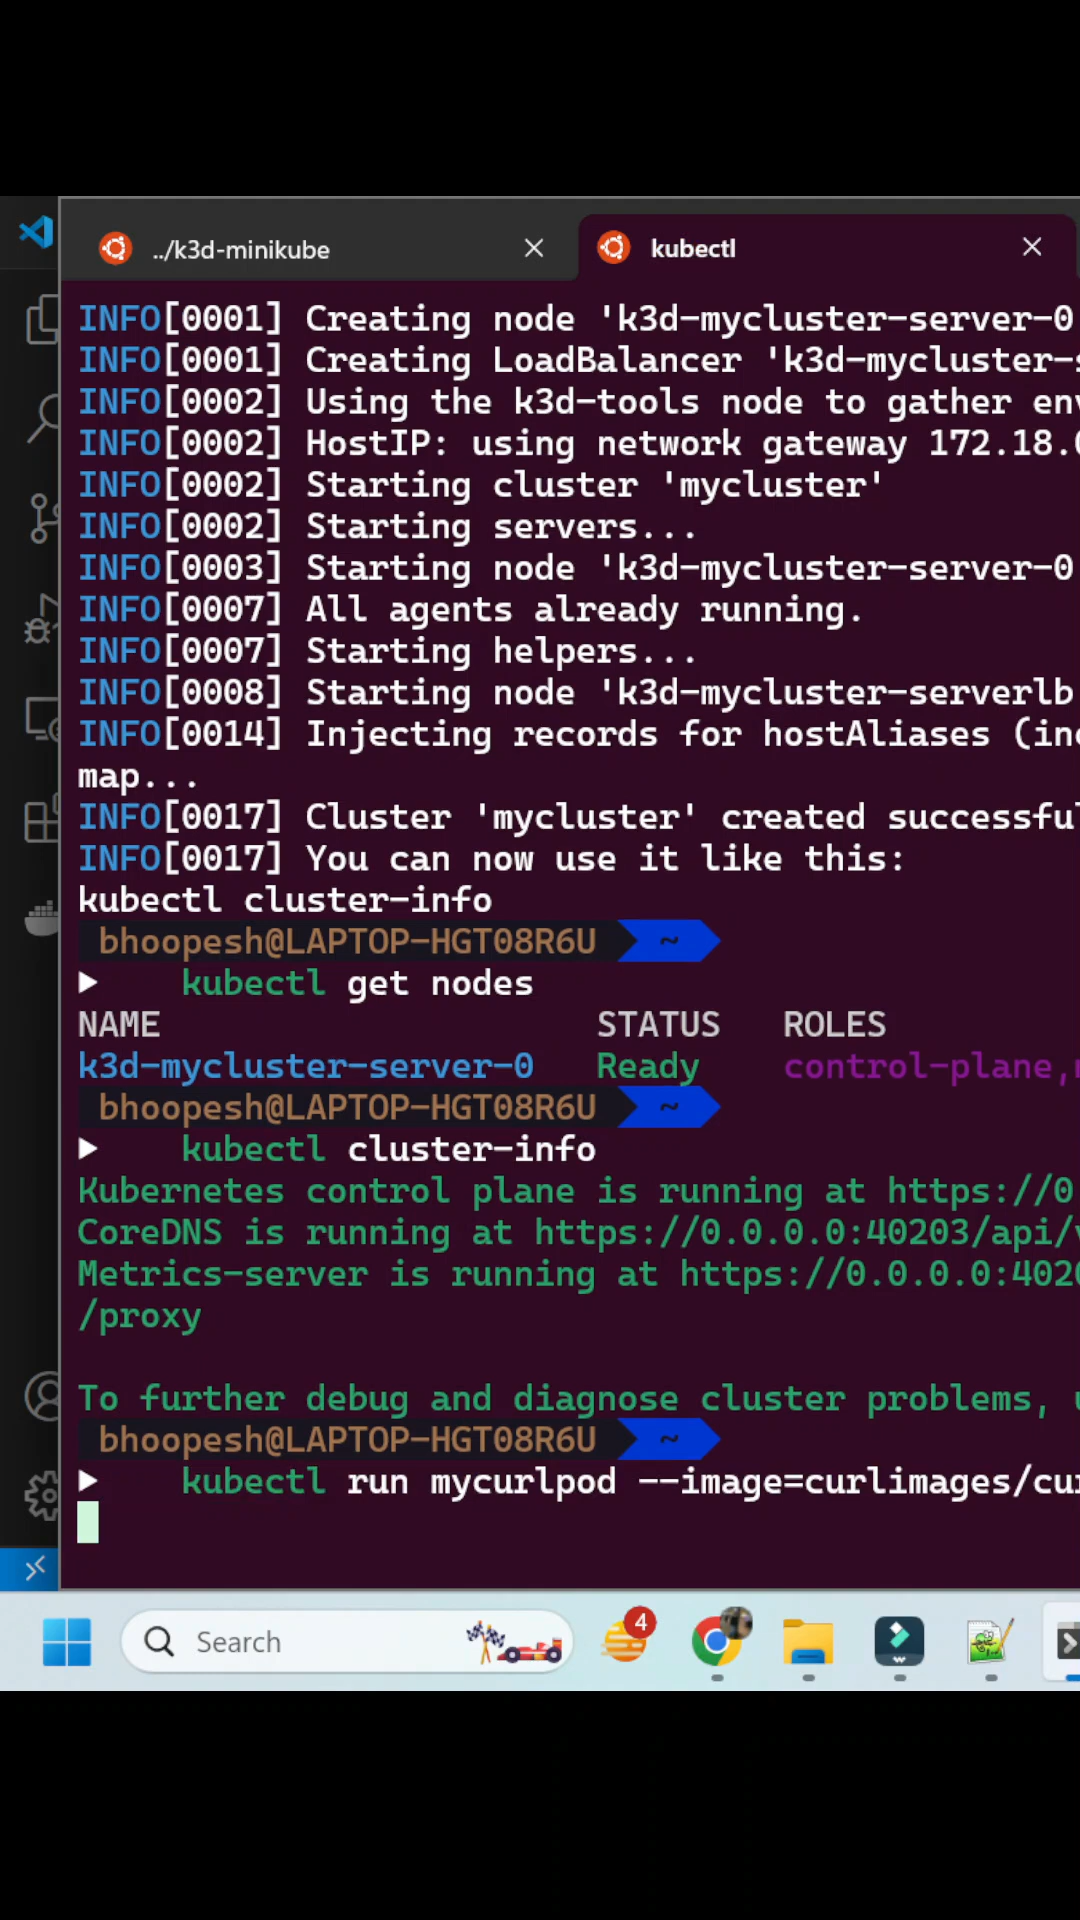 ../k3d-minikube
kubectl
INFO[0001] Creating node 'k3d-mycluster-server-0
INFO[0001] Creating LoadBalancer 'k3d-mycluster-
INFO[0002] Using the k3d-tools node to gather
INFO[0002] HostIP: using network gateway 172.18.
INFO[0002] Starting cluster 'mycluster'
INFO[0002] Starting servers...
INFO[0003] Starting node 'k3d-mycluster-server-0
INFO[0007] All agents already running.
INFO[0007] Starting helpers...
INFO[0008] Starting node 'k3d-mycluster-serverlb
INFO[0014] Injecting records for hostAliases
map...
INFO[0017] Cluster 'mycluster' created successfu
INFO[0017] You can now use it like this:
kubectl cluster-info
bhoopesh@LAPTOP-HGT08R6U ~
kubectl get nodes
NAME STATUS ROLES
k3d-mycluster-server-0 Ready control-plane,
bhoopesh@LAPTOP-HGT08R6U ~
kubectl cluster-info
Kubernetes control plane is running at https://0
CoreDNS is running at https://0.0.0.0:40203/api/
Metrics-server is running at https://0.0.0.0:402
/proxy
To further debug and diagnose cluster problems,
bhoopesh@LAPTOP-HGT08R6U ~
kubectl run mycurlpod --image=curlimages/cu
Search
4